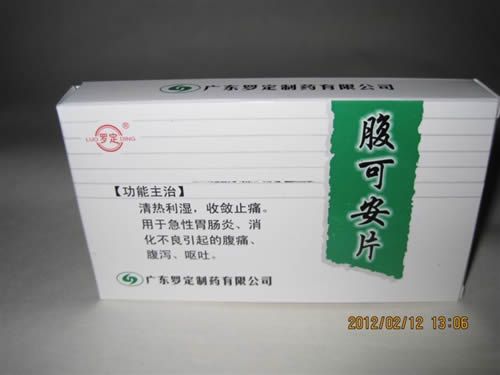 广东罗定制药有限公司
LUO 罗定 DING
®
腹可安片
【功能主治】
清热利湿，收敛止痛。
用于急性胃肠炎、消
化不良引起的腹痛、
腹泻、呕吐。
广东罗定制药有限公司
2012/02/12 13:06